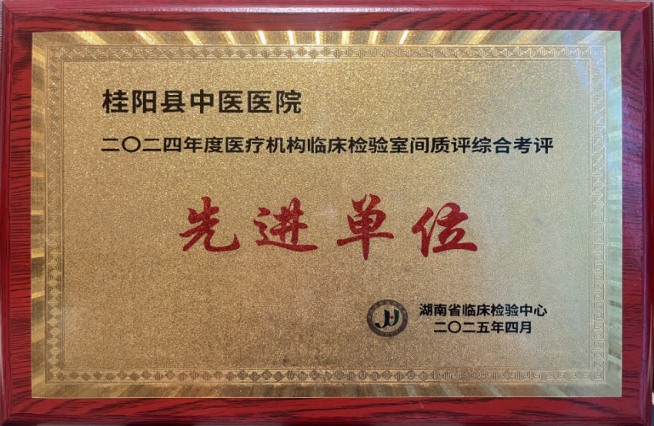 桂阳县中医医院
二〇二四年度医疗机构临床检验室间质评综合考评
先进单位
湖南省临床检验中心
二〇二五年四月